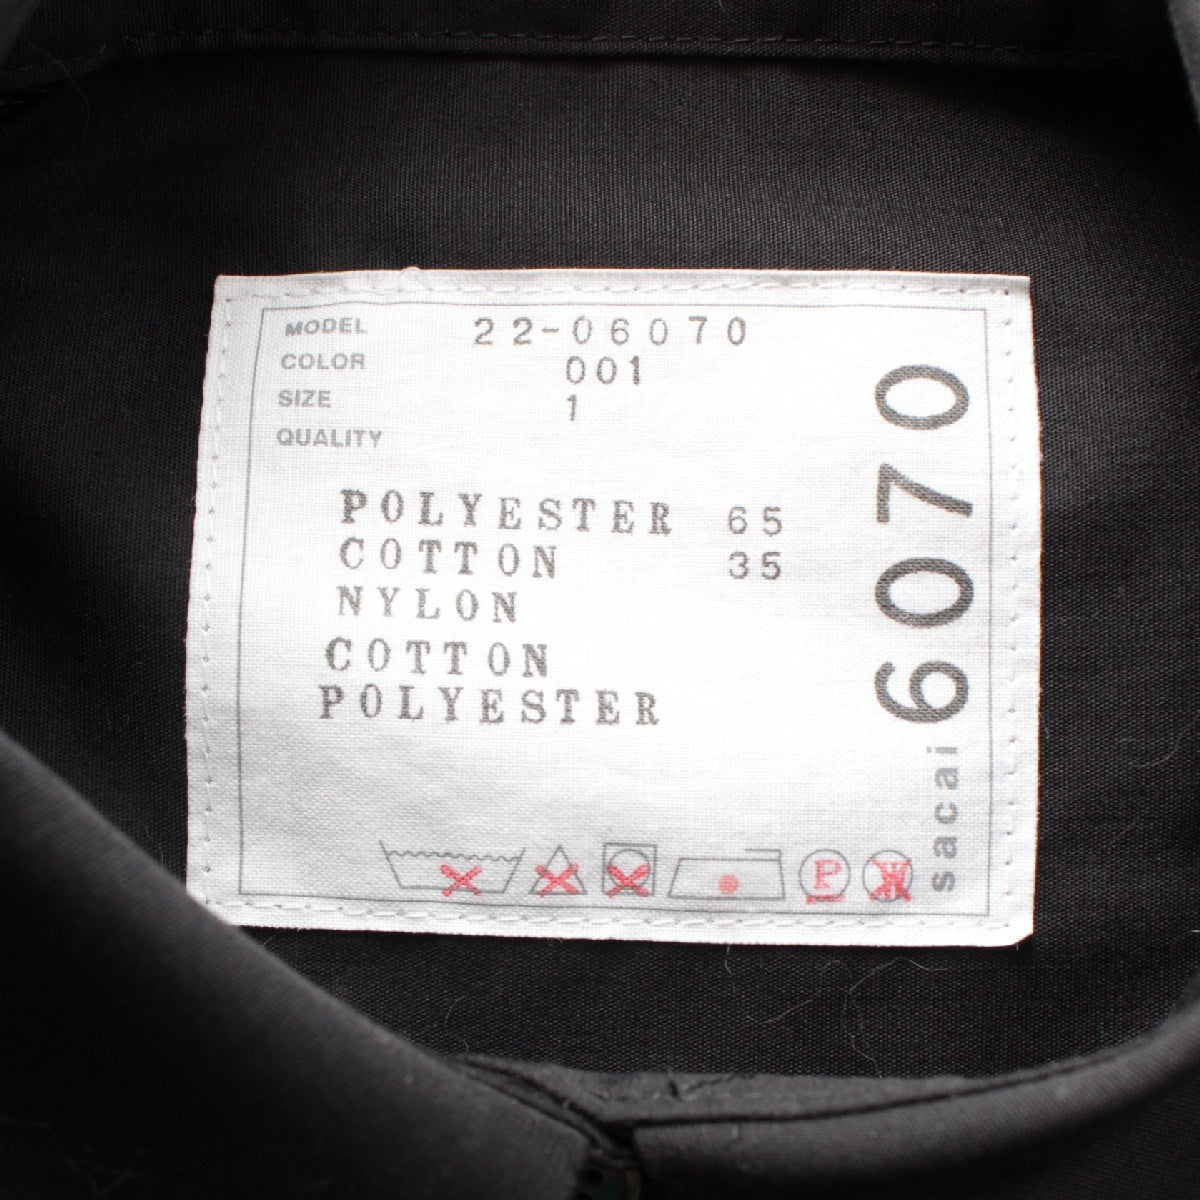 MODEL 22-06070
COLOR 001
SIZE 1
QUALITY
POLYESTER 65
COTTON 35
NYLON
COTTON
POLYESTER
P
W
sacai 6070